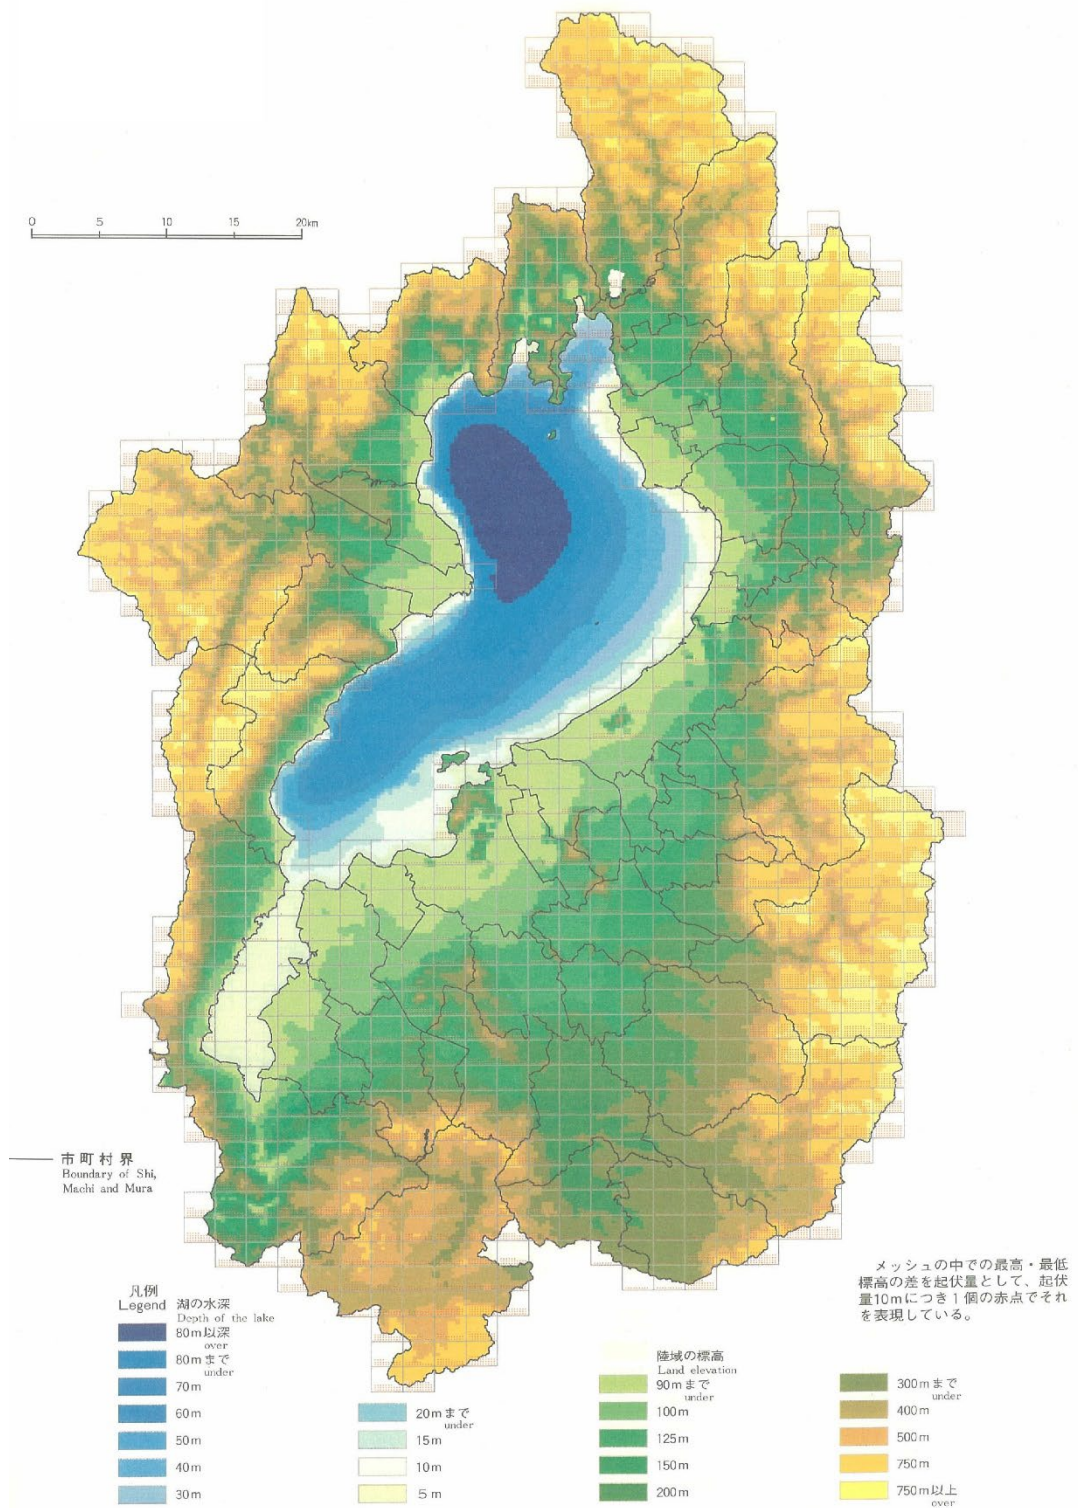 0 5 10 15 20km
市町村界
Boundary of Shi,
Machi and Mura
メッシュの中での最高・最低
標高の差を起伏量として、起伏
量10mにつき1個の赤点でそれ
を表現している。
凡例
Legend
湖の水深
Depth of the lake
80m以深
over
80mまで
under
70m
60m
50m
40m
30m
20mまで
under
15m
10m
5m
陸域の標高
Land elevation
90mまで
under
100m
125m
150m
200m
300mまで
under
400m
500m
750m
750m以上
over